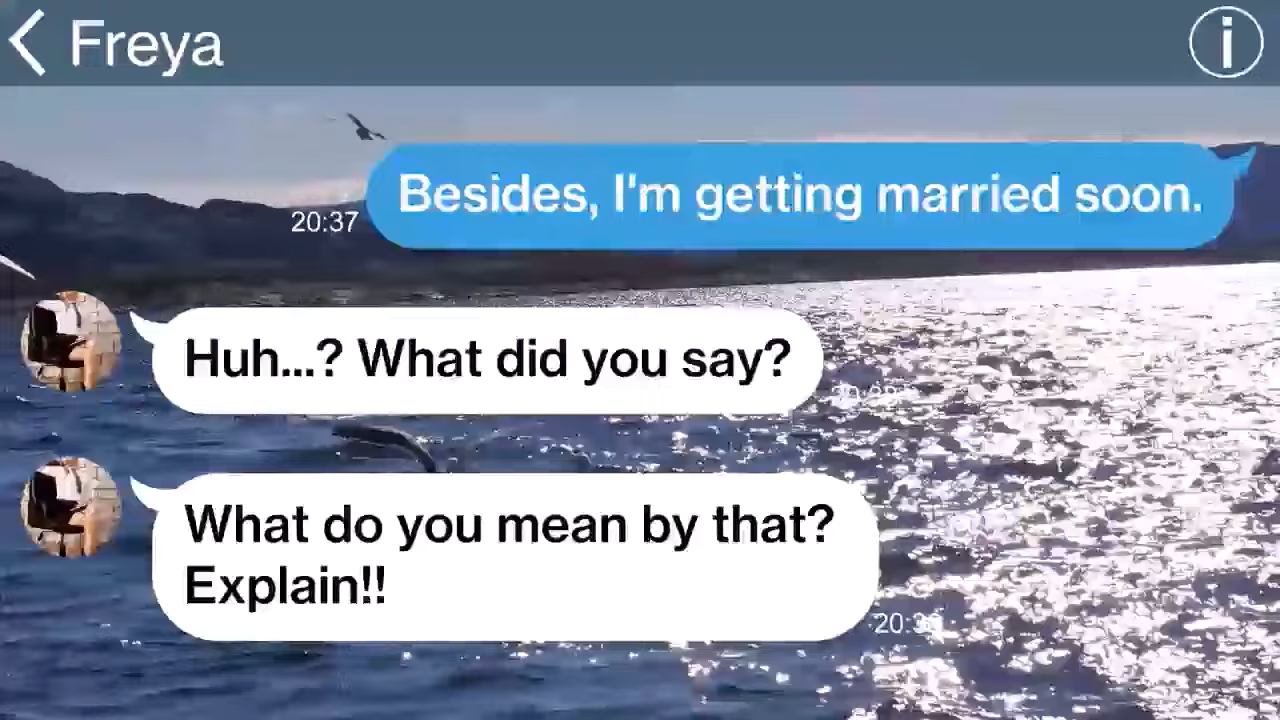 Freya
Besides, I'm getting married soon.
20:37
Huh...? What did you say?
What do you mean by that?
Explain!!